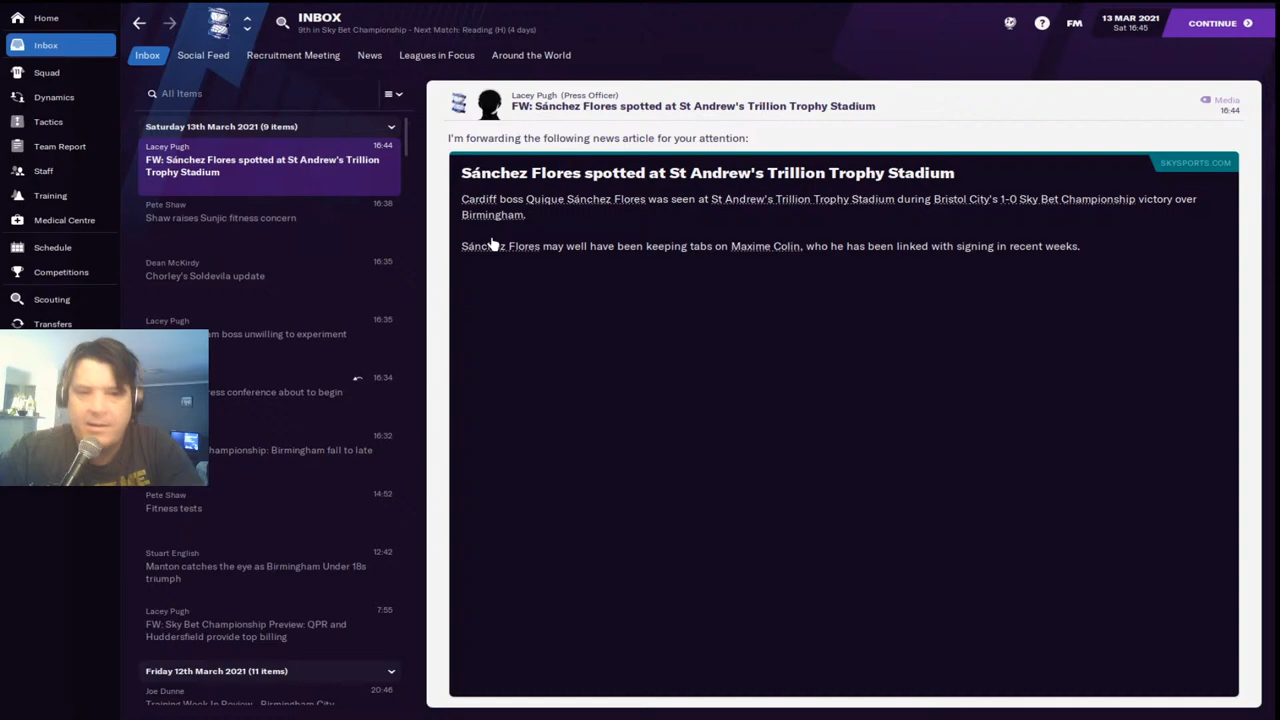 Home
Inbox
Squad
Dynamics
Tactics
Team Report
Staff
Training
Medical Centre
Schedule
Competitions
Scouting
Transfers
INBOX
9th in Sky Bet Championship - Next Match: Reading (H) (4 days)
?
FM
13 MAR 2021
Sat 16:45
CONTINUE
Inbox
Social Feed
Recruitment Meeting
News
Leagues in Focus
Around the World
All Items
Saturday 13th March 2021 (9 items)
Lacey Pugh
16:44
FW: Sánchez Flores spotted at St Andrew's Trillion
Trophy Stadium
Pete Shaw
16:38
Shaw raises Sunjic fitness concern
Dean McKirdy
16:35
Chorley's Soldevila update
Lacey Pugh
16:35
am boss unwilling to experiment
16:34
ess conference about to begin
16:32
Championship: Birmingham fall to late
Pete Shaw
14:52
Fitness tests
Stuart English
12:42
Manton catches the eye as Birmingham Under 18s
triumph
Lacey Pugh
7:55
FW: Sky Bet Championship Preview: QPR and
Huddersfield provide top billing
Friday 12th March 2021 (11 items)
Joe Dunne
20:46
Training Week In Review - Birmingham City
Lacey Pugh (Press Officer)
FW: Sánchez Flores spotted at St Andrew's Trillion Trophy Stadium
Media
16:44
I'm forwarding the following news article for your attention:
SKYSPORTS.COM
Sánchez Flores spotted at St Andrew's Trillion Trophy Stadium
Cardiff boss Quique Sánchez Flores was seen at St Andrew's Trillion Trophy Stadium during Bristol City's 1-0 Sky Bet Championship victory over
Birmingham.
Sánchez Flores may well have been keeping tabs on Maxime Colin, who he has been linked with signing in recent weeks.